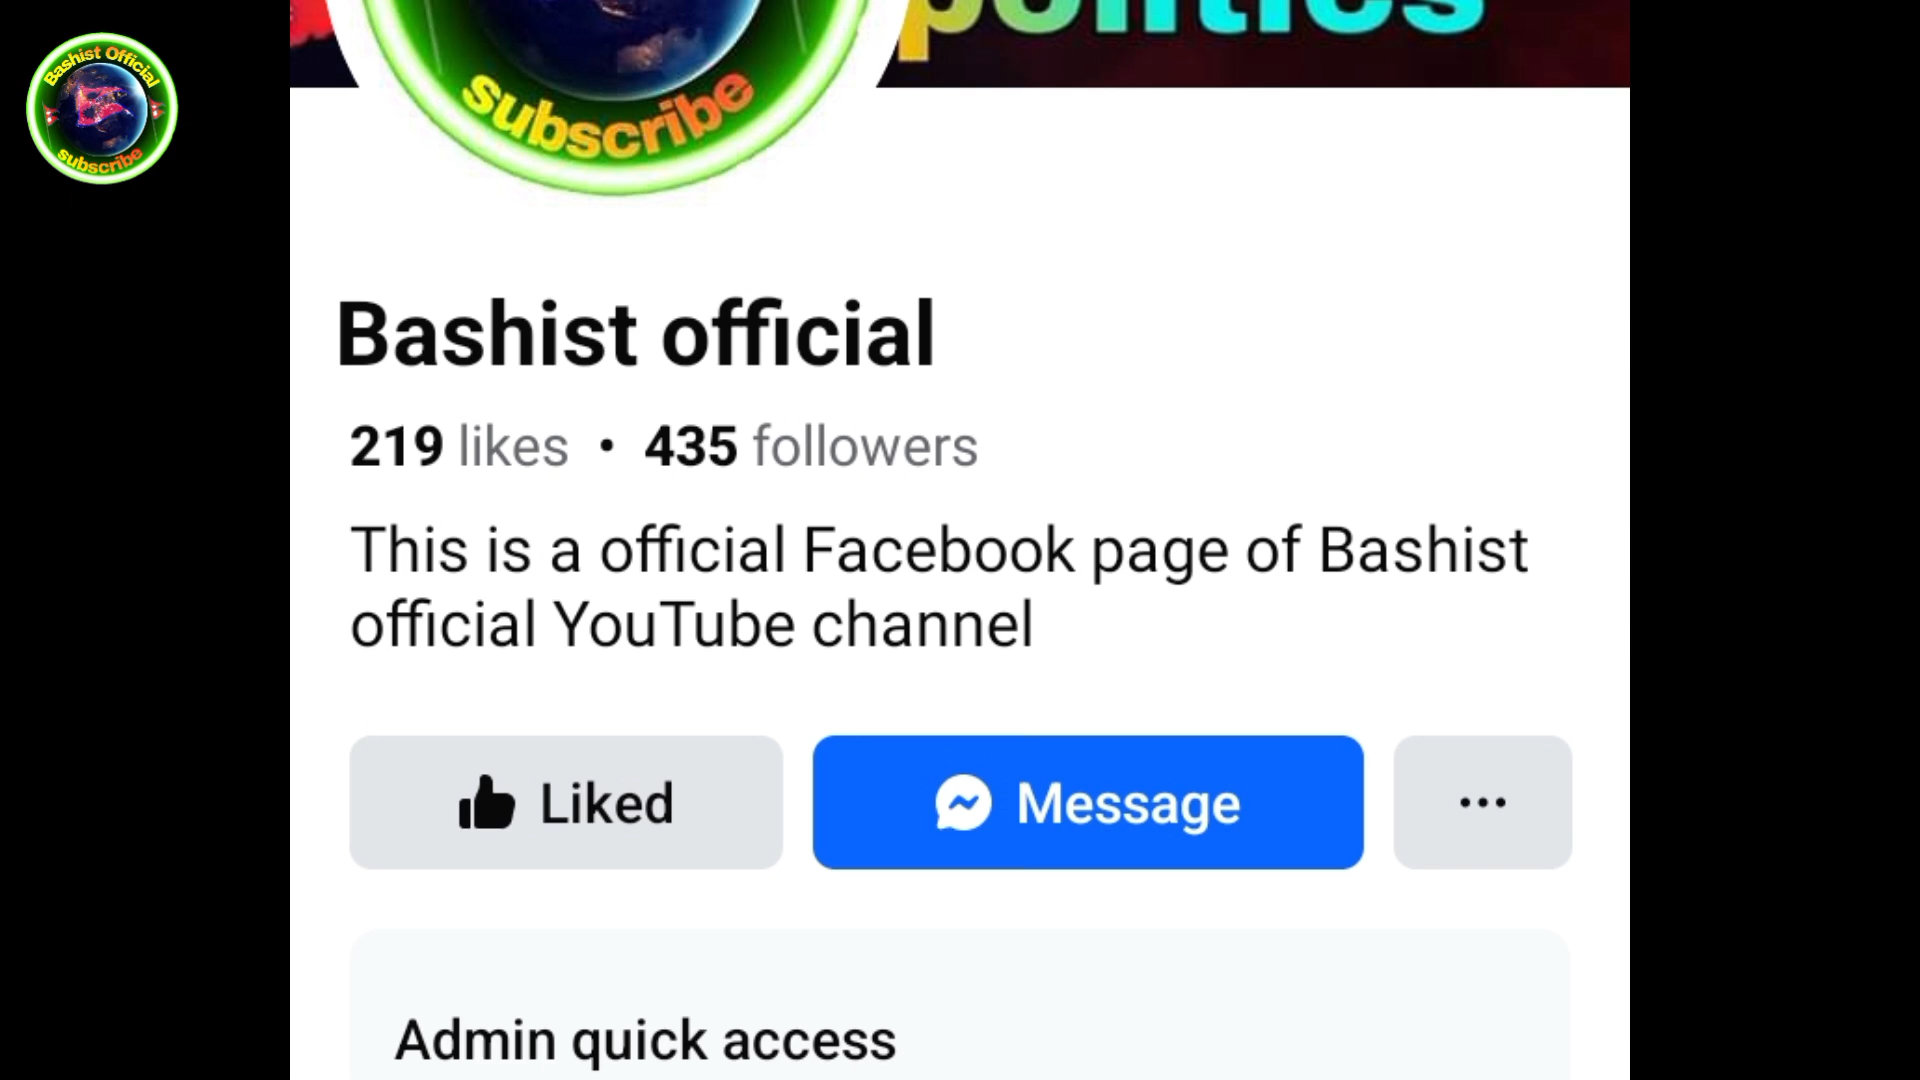 Bashist Official
subscribe
politics
subscribe
Bashist official
219 likes • 435 followers
This is a official Facebook page of Bashist
official YouTube channel
Liked
Message
...
Admin quick access